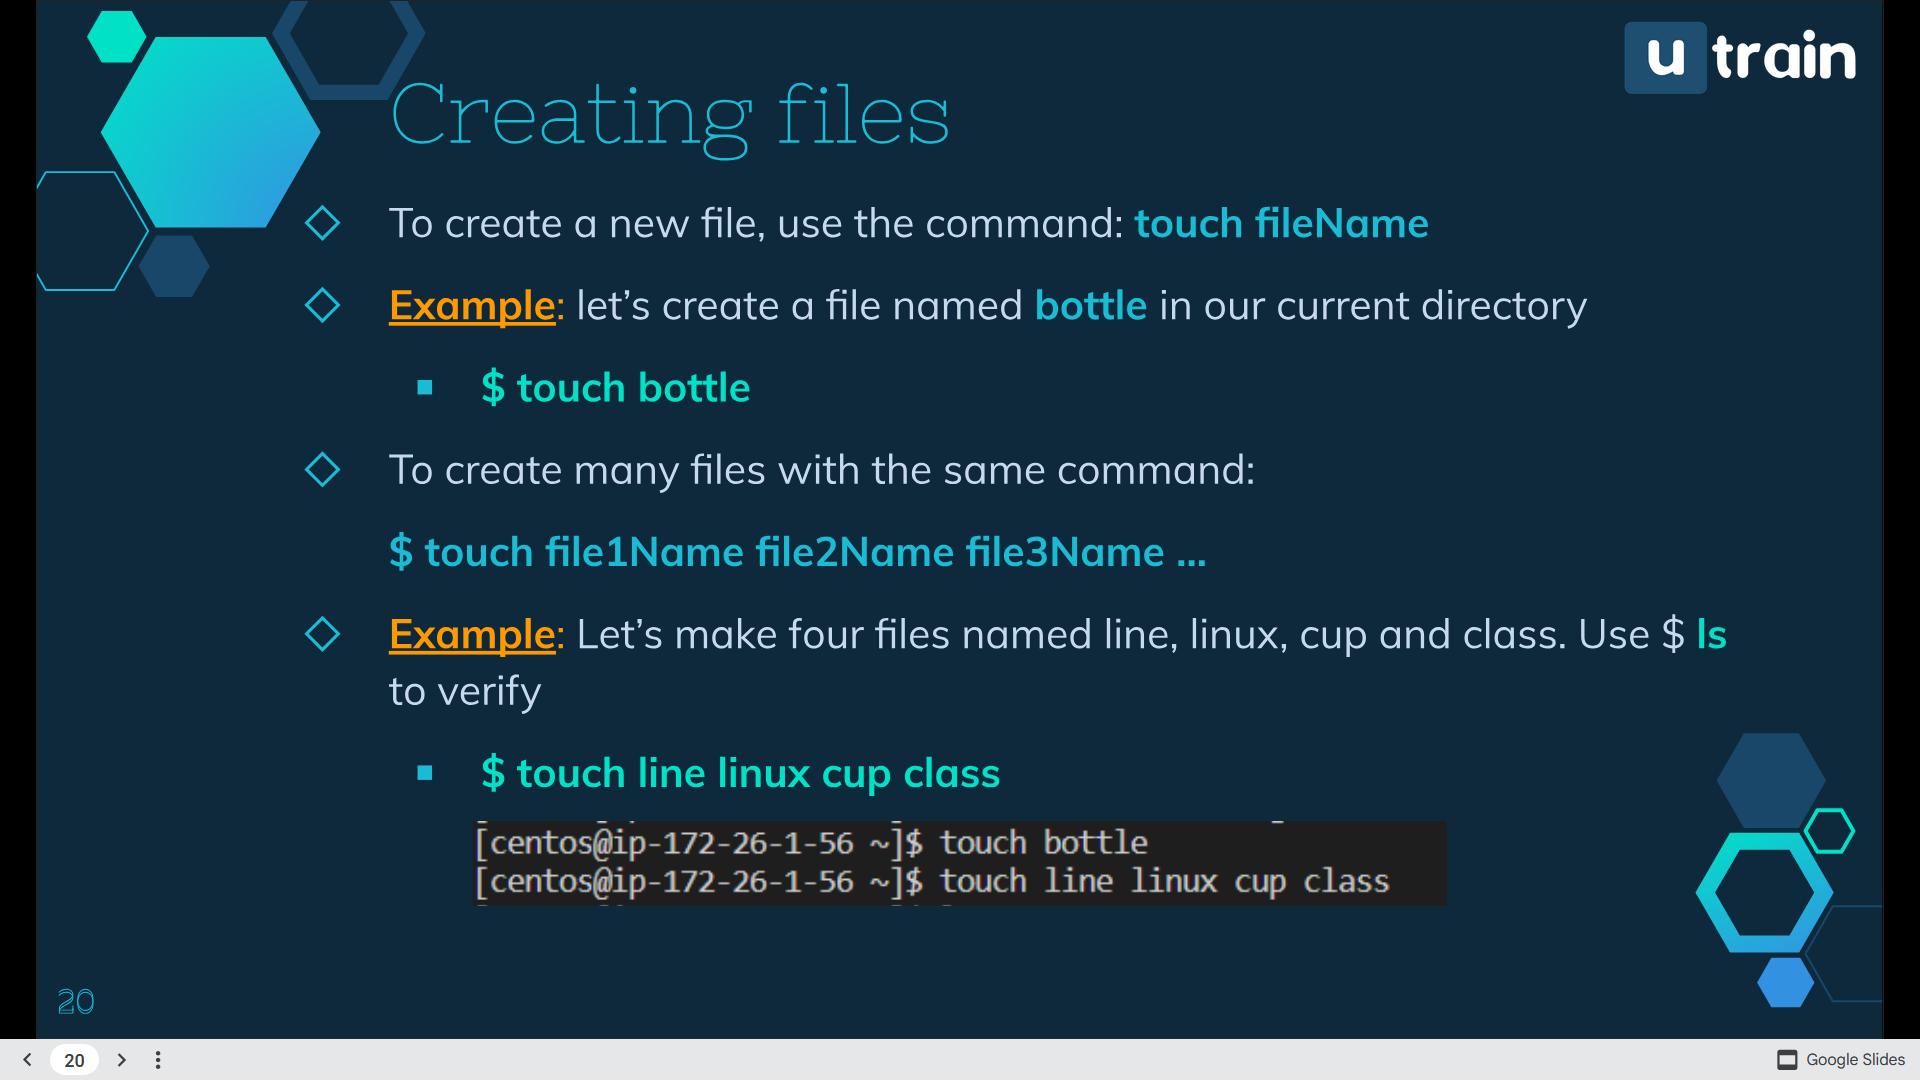 u train
Creating files
To create a new file, use the command: touch fileName
Example: let’s create a file named bottle in our current directory
$ touch bottle
To create many files with the same command:
$ touch file1Name file2Name file3Name ...
Example: Let’s make four files named line, linux, cup and class. Use $ ls
to verify
$ touch line linux cup class
[centos@ip-172-26-1-56 ~]$ touch bottle
[centos@ip-172-26-1-56 ~]$ touch line linux cup class
20
20
Google Slides